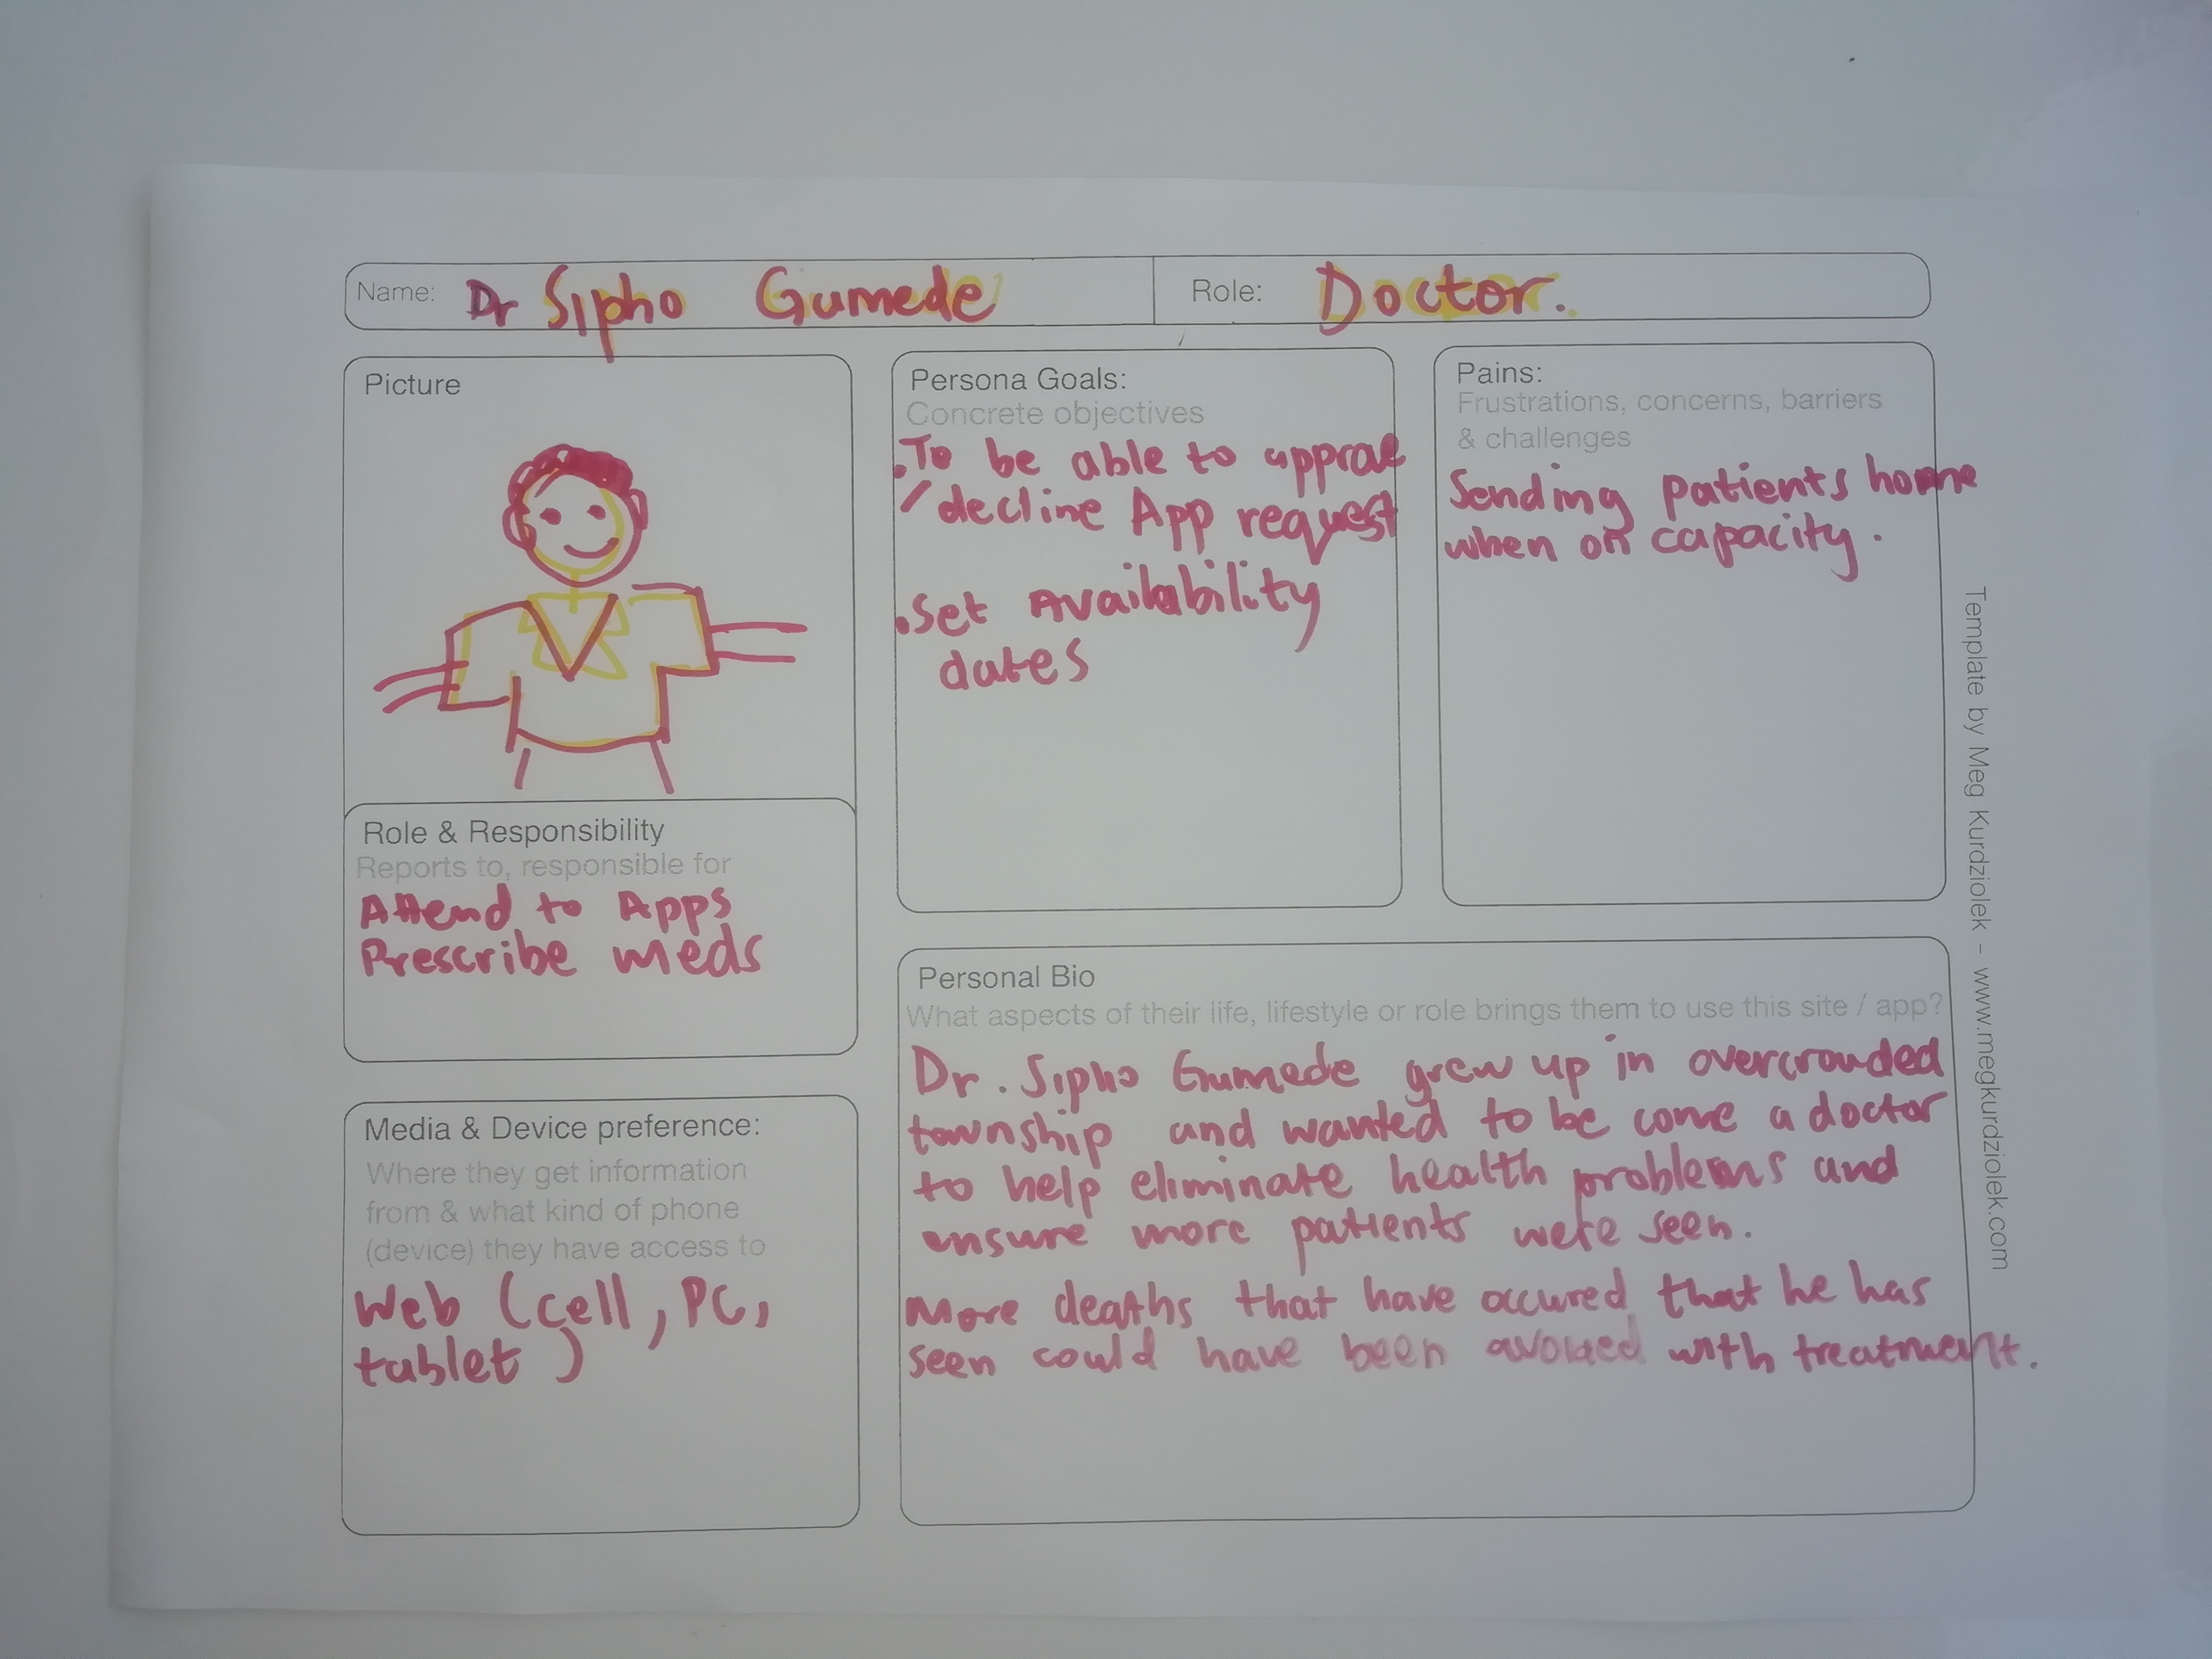 Name: Dr Sipho Gumede
Role: Doctor.
Picture
Role & Responsibility
Reports to, responsible for
Attend to Apps
Prescribe meds
Media & Device preference:
Where they get information
from & what kind of phone
(device) they have access to
Web (cell, PC,
tablet)
Persona Goals:
Concrete objectives
.To be able to
/decline App request
.Set Availability
dates
Pains:
Frustrations, concerns, barriers
& challenges
Sending patients home
when on capacity.
Personal Bio
What aspects of their life, lifestyle or role brings them to use this site / app?
Dr. Sipho Gumede grew up in overcrowded
township and wanted to be come a doctor
to help eliminate health problems and
ensure more patients were seen.
More deaths that have occured that he has
seen could have been avoided with treatment.
Template by Meg Kurdziolek - www.megkurdziolek.com